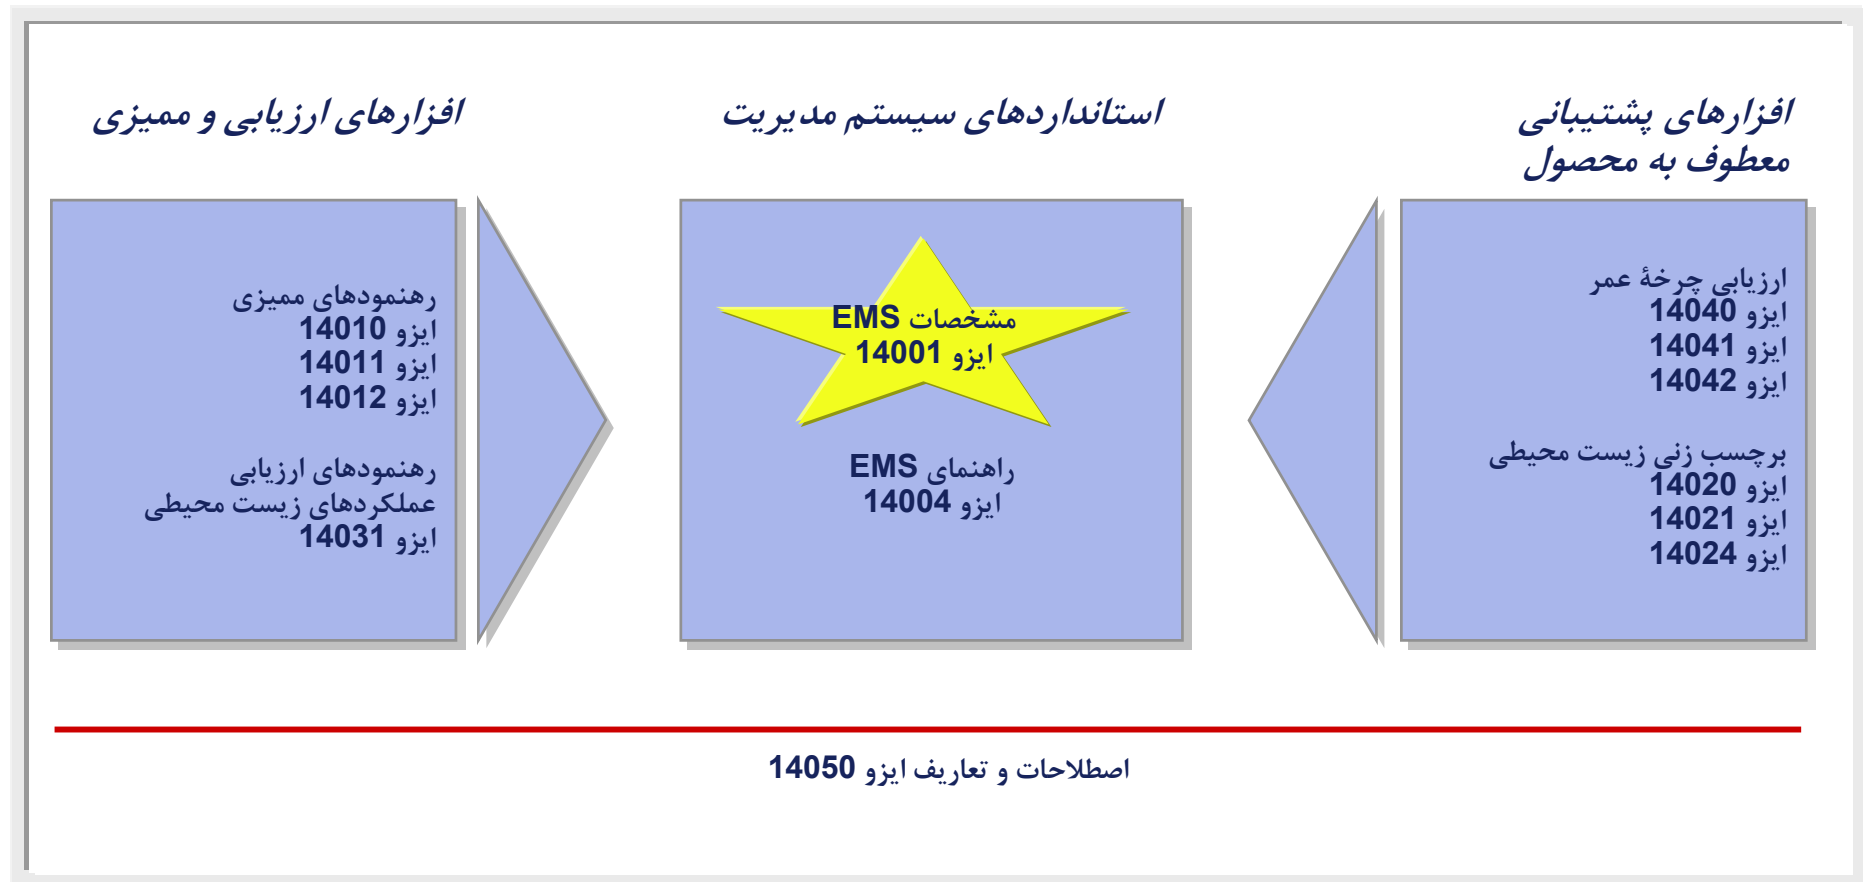 افزارهای پشتیبانی
معطوف به محصول
ارزیابی چرخهٔ عمر
ایزو 14040
ایزو 14041
ایزو 14042
برچسب زنی زیست محیطی
ایزو 14020
ایزو 14021
ایزو 14024
استانداردهای سیستم مدیریت
مشخصات EMS
ایزو 14001
راهنمای EMS
ایزو 14004
افزارهای ارزیابی و ممیزی
رهنمودهای ممیزی
ایزو 14010
ایزو 14011
ایزو 14012
رهنمودهای ارزیابی
عملکردهای زیست محیطی
ایزو 14031
اصطلاحات و تعاریف ایزو 14050